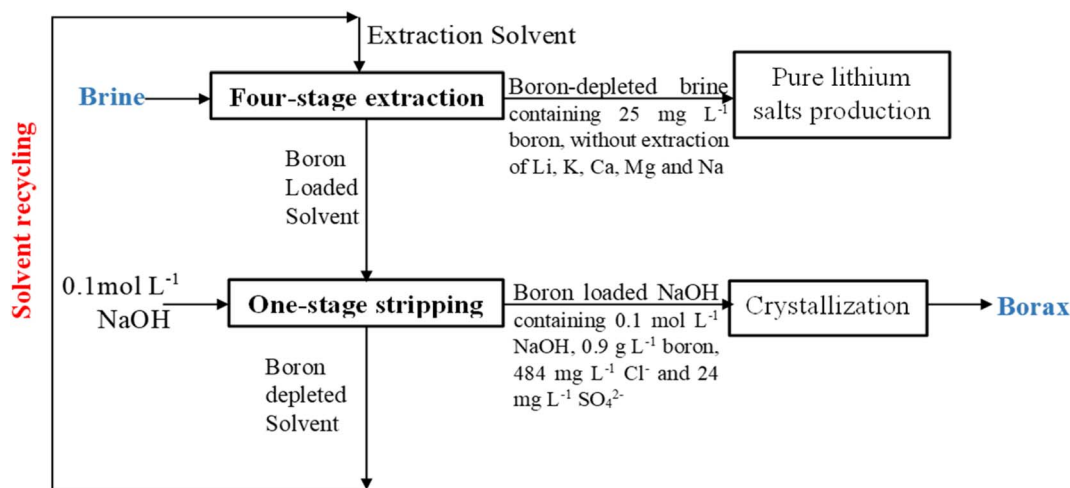 Extraction Solvent
Brine
Four-stage extraction
Boron-depleted brine
containing 25 mg L⁻¹
boron, without extraction
of Li, K, Ca, Mg and Na
Pure lithium
salts production
Solvent recycling
Boron
Loaded
Solvent
0.1mol L⁻¹
NaOH
One-stage stripping
Boron loaded NaOH
containing 0.1 mol L⁻¹
NaOH, 0.9 g L⁻¹ boron,
484 mg L⁻¹ Cl⁻ and 24
mg L⁻¹ SO₄²⁻
Crystallization
Borax
Boron
depleted
Solvent